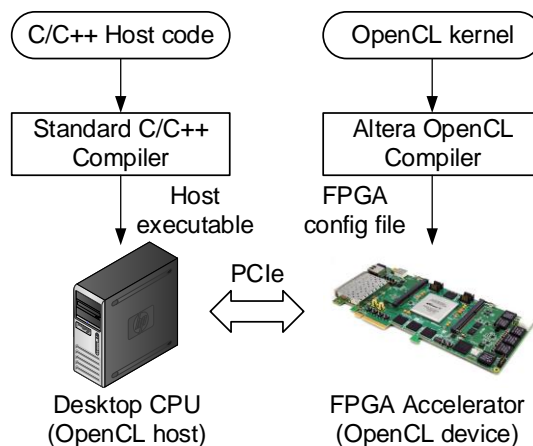 C/C++ Host code
OpenCL kernel
Standard C/C++
Compiler
Altera OpenCL
Compiler
Host
executable
FPGA
config file
PCIe
Desktop CPU
(OpenCL host)
FPGA Accelerator
(OpenCL device)